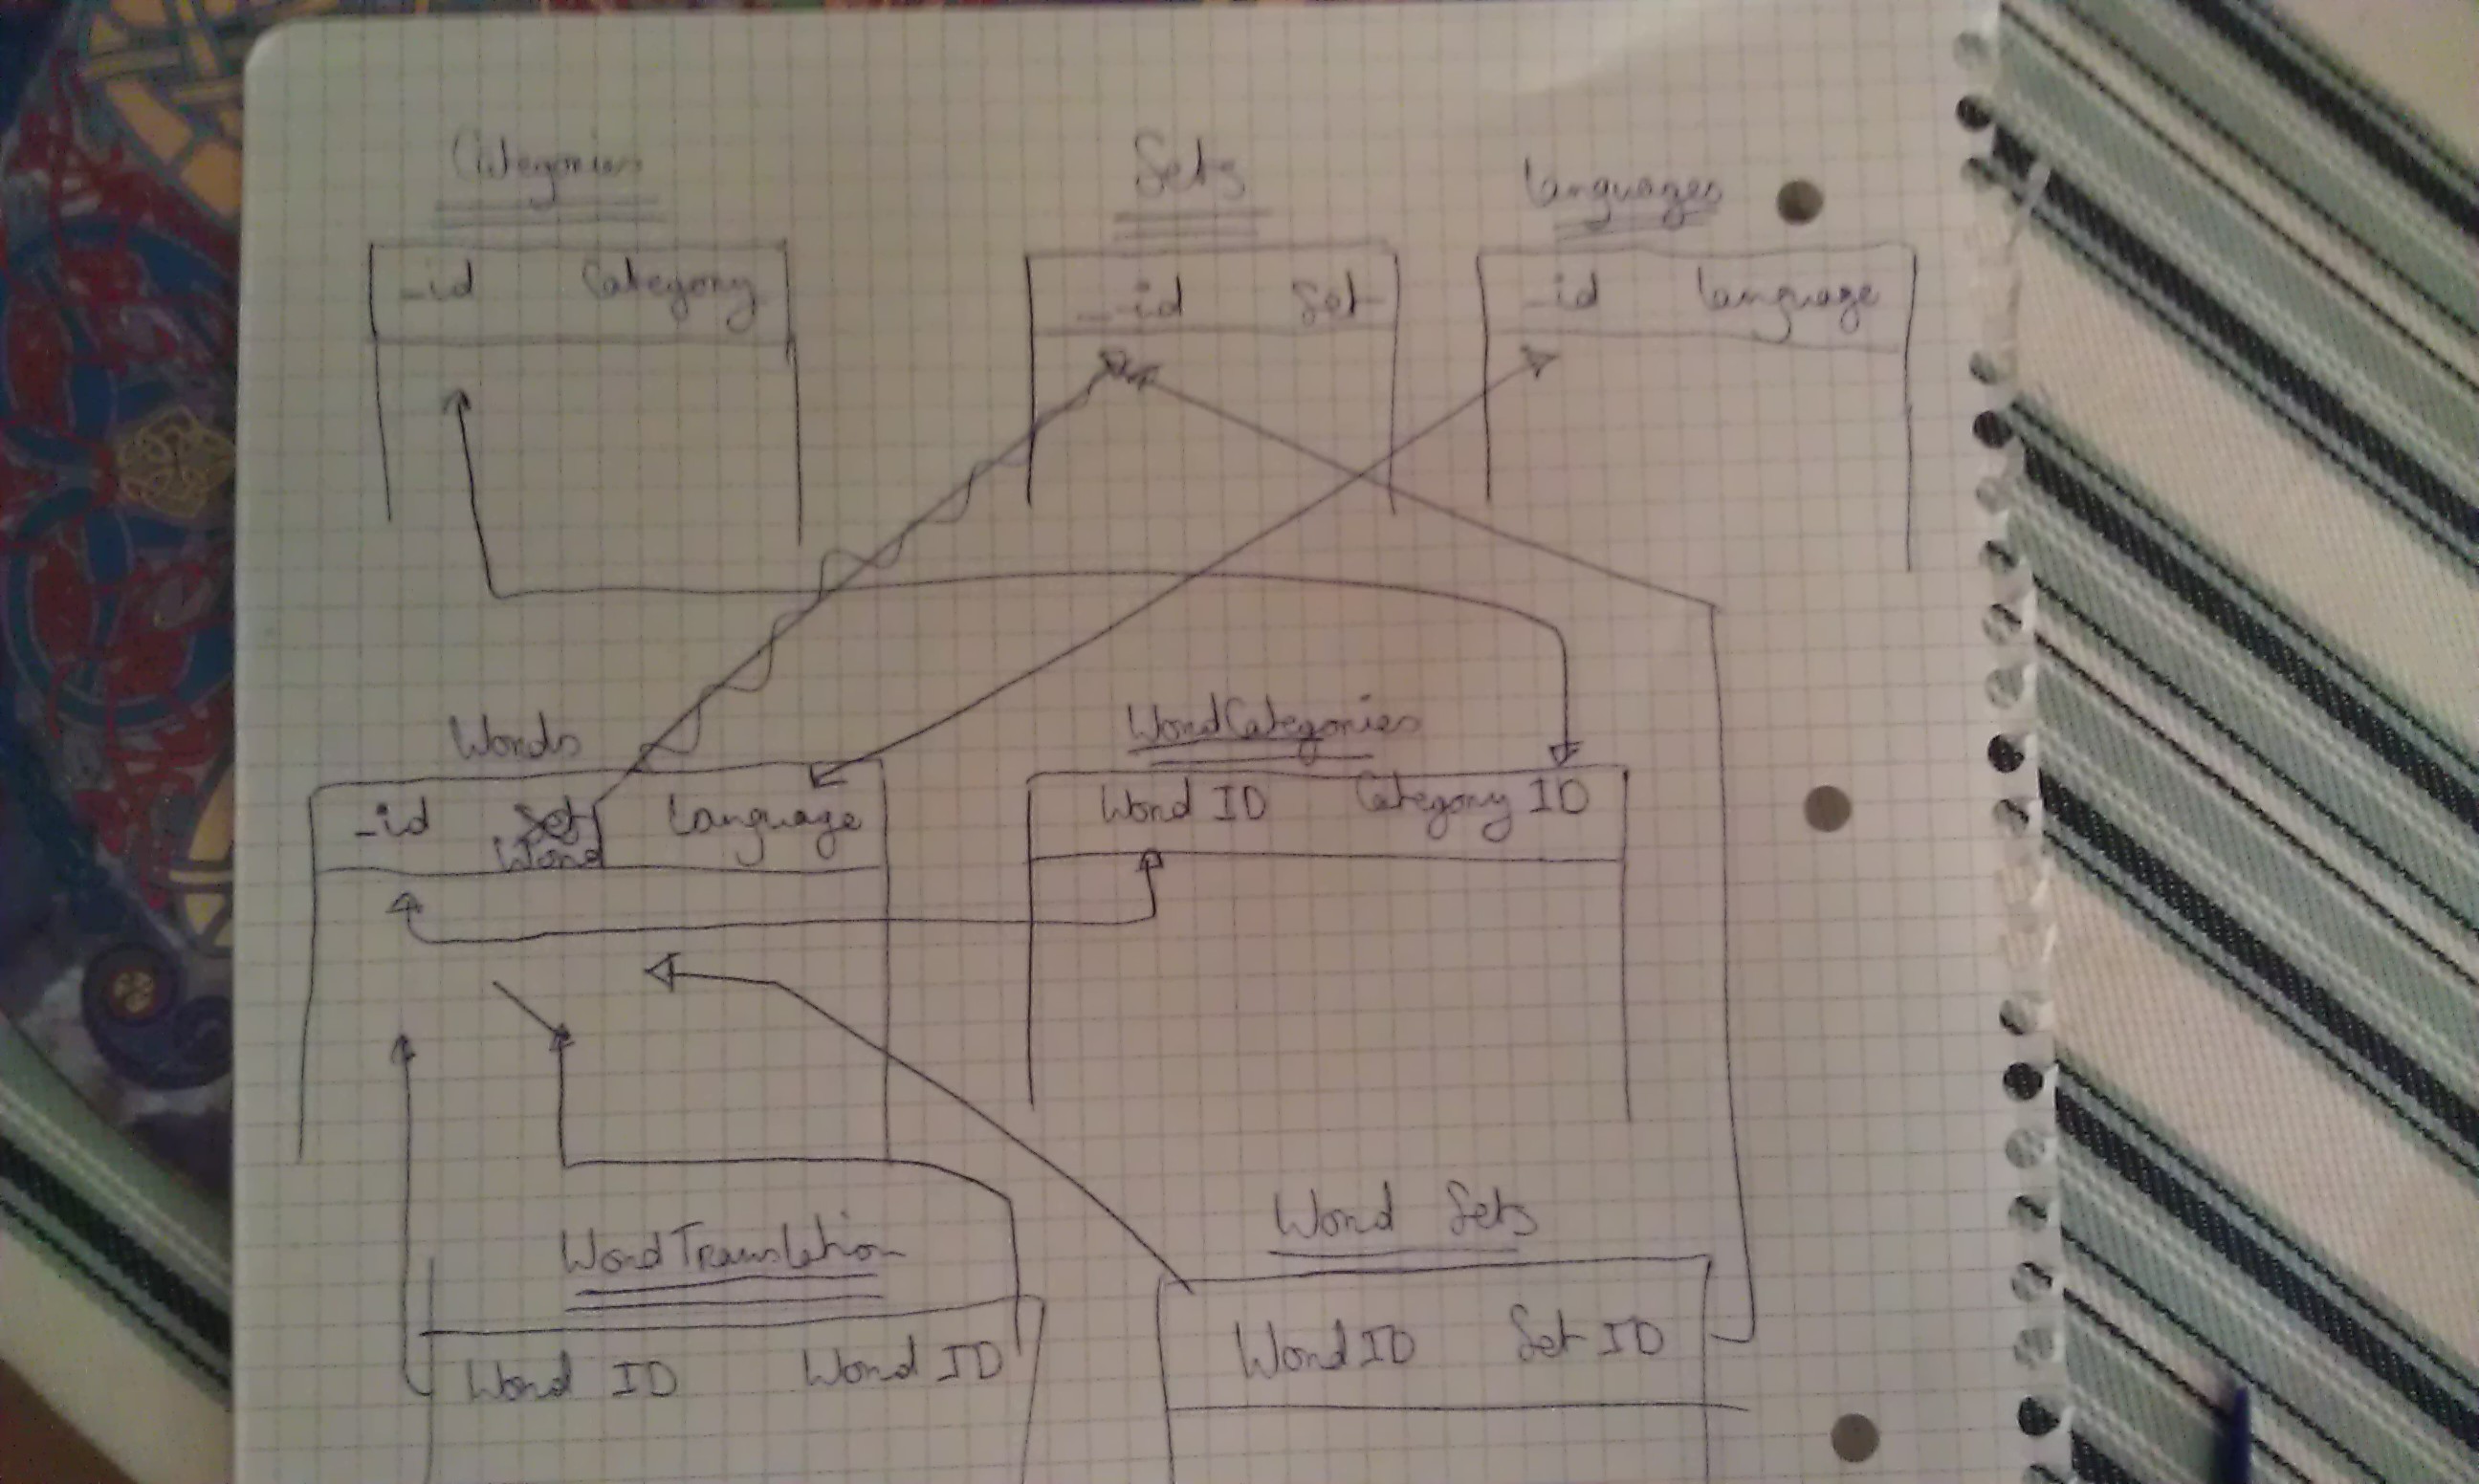 Categories
Sets
Languages
_id Category
_id Set
_id Language
Words
WordCategories
_id Set Language
Word
Word ID Category ID
WordTranslation
Word Sets
Word ID Word ID
Word ID Set ID